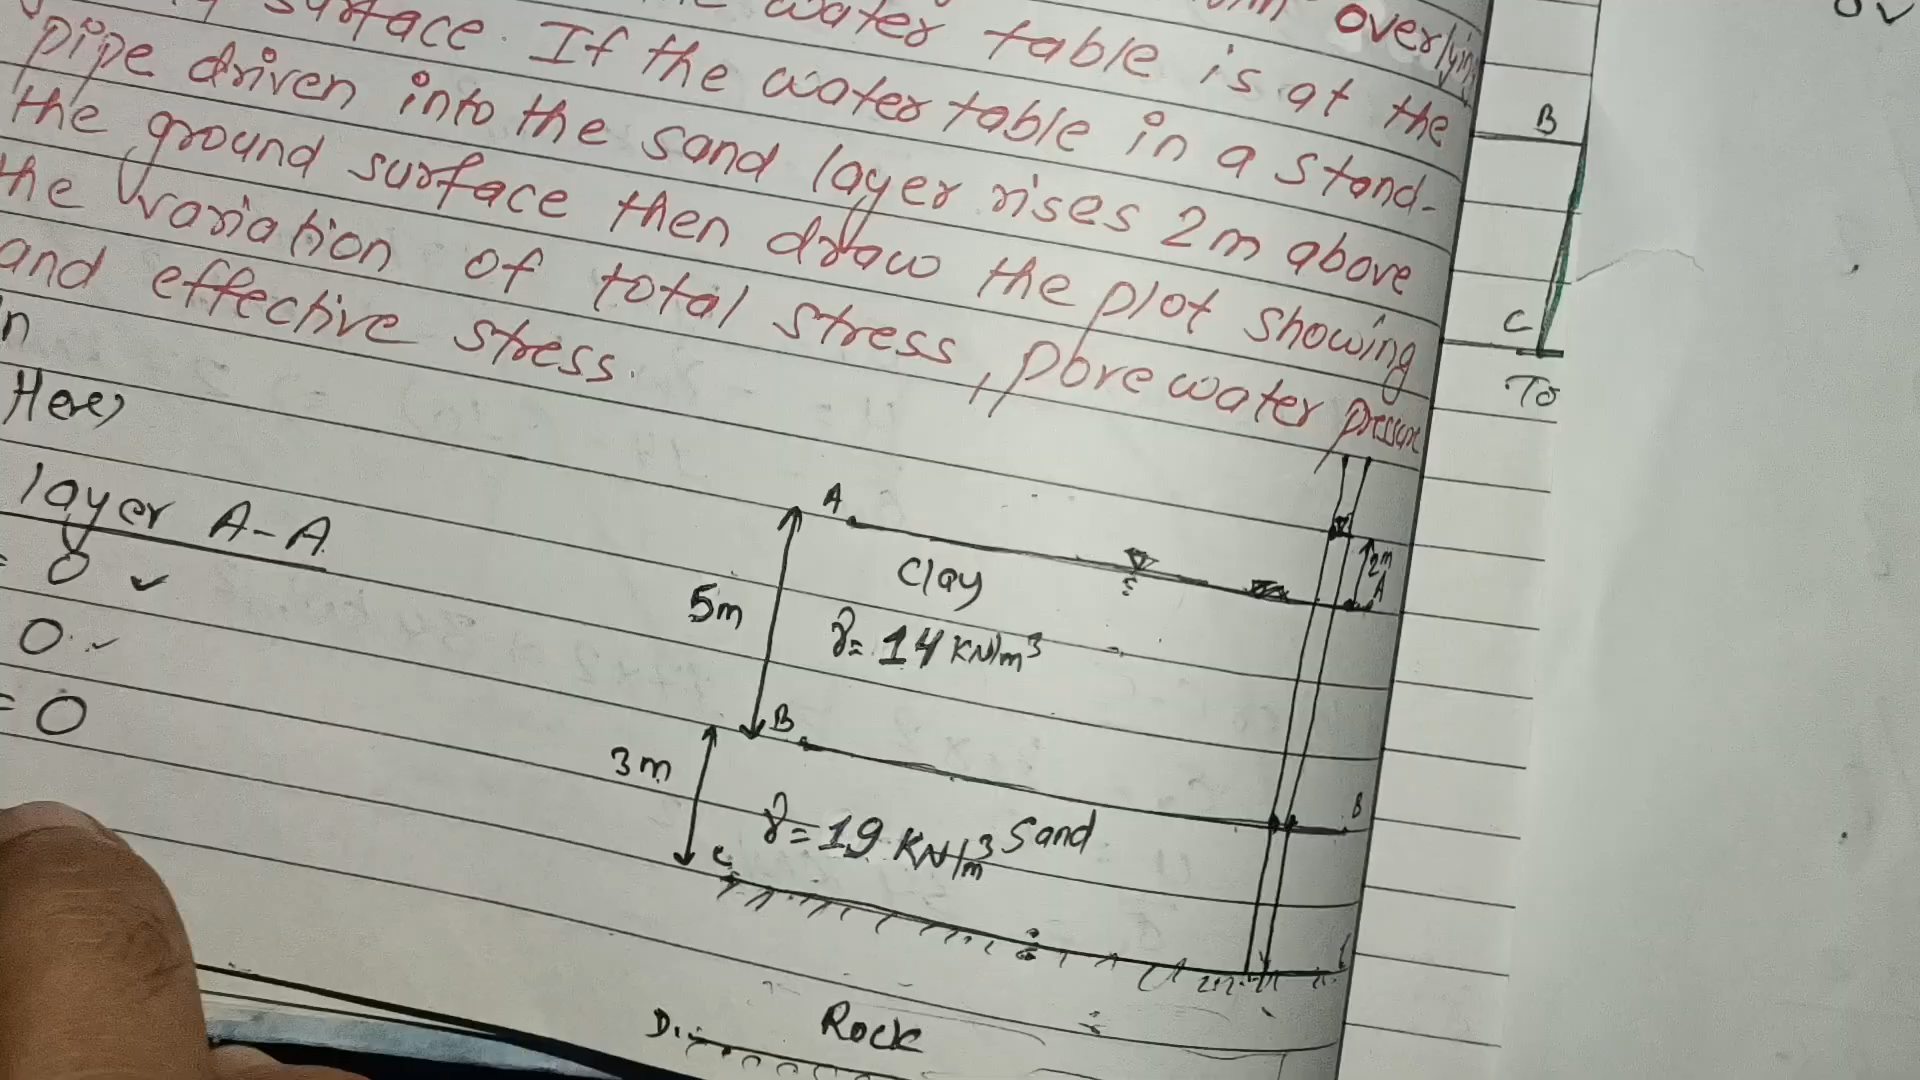 surface. If the water table is at the
overlying
pipe driven into the sand layer rises 2m above
the water table in a stand-
the ground surface then draw the plot showing
the variation of total stress, pore water pressure
and effective stress.
n
Here,
layer A-A
= 0 ✓
0 ✓
= 0
A
Clay
5m
γ= 14 KN/m³
2m
A
B
3m
B
γ= 19 KN/m³ Sand
C
Rock
D
B
C
To